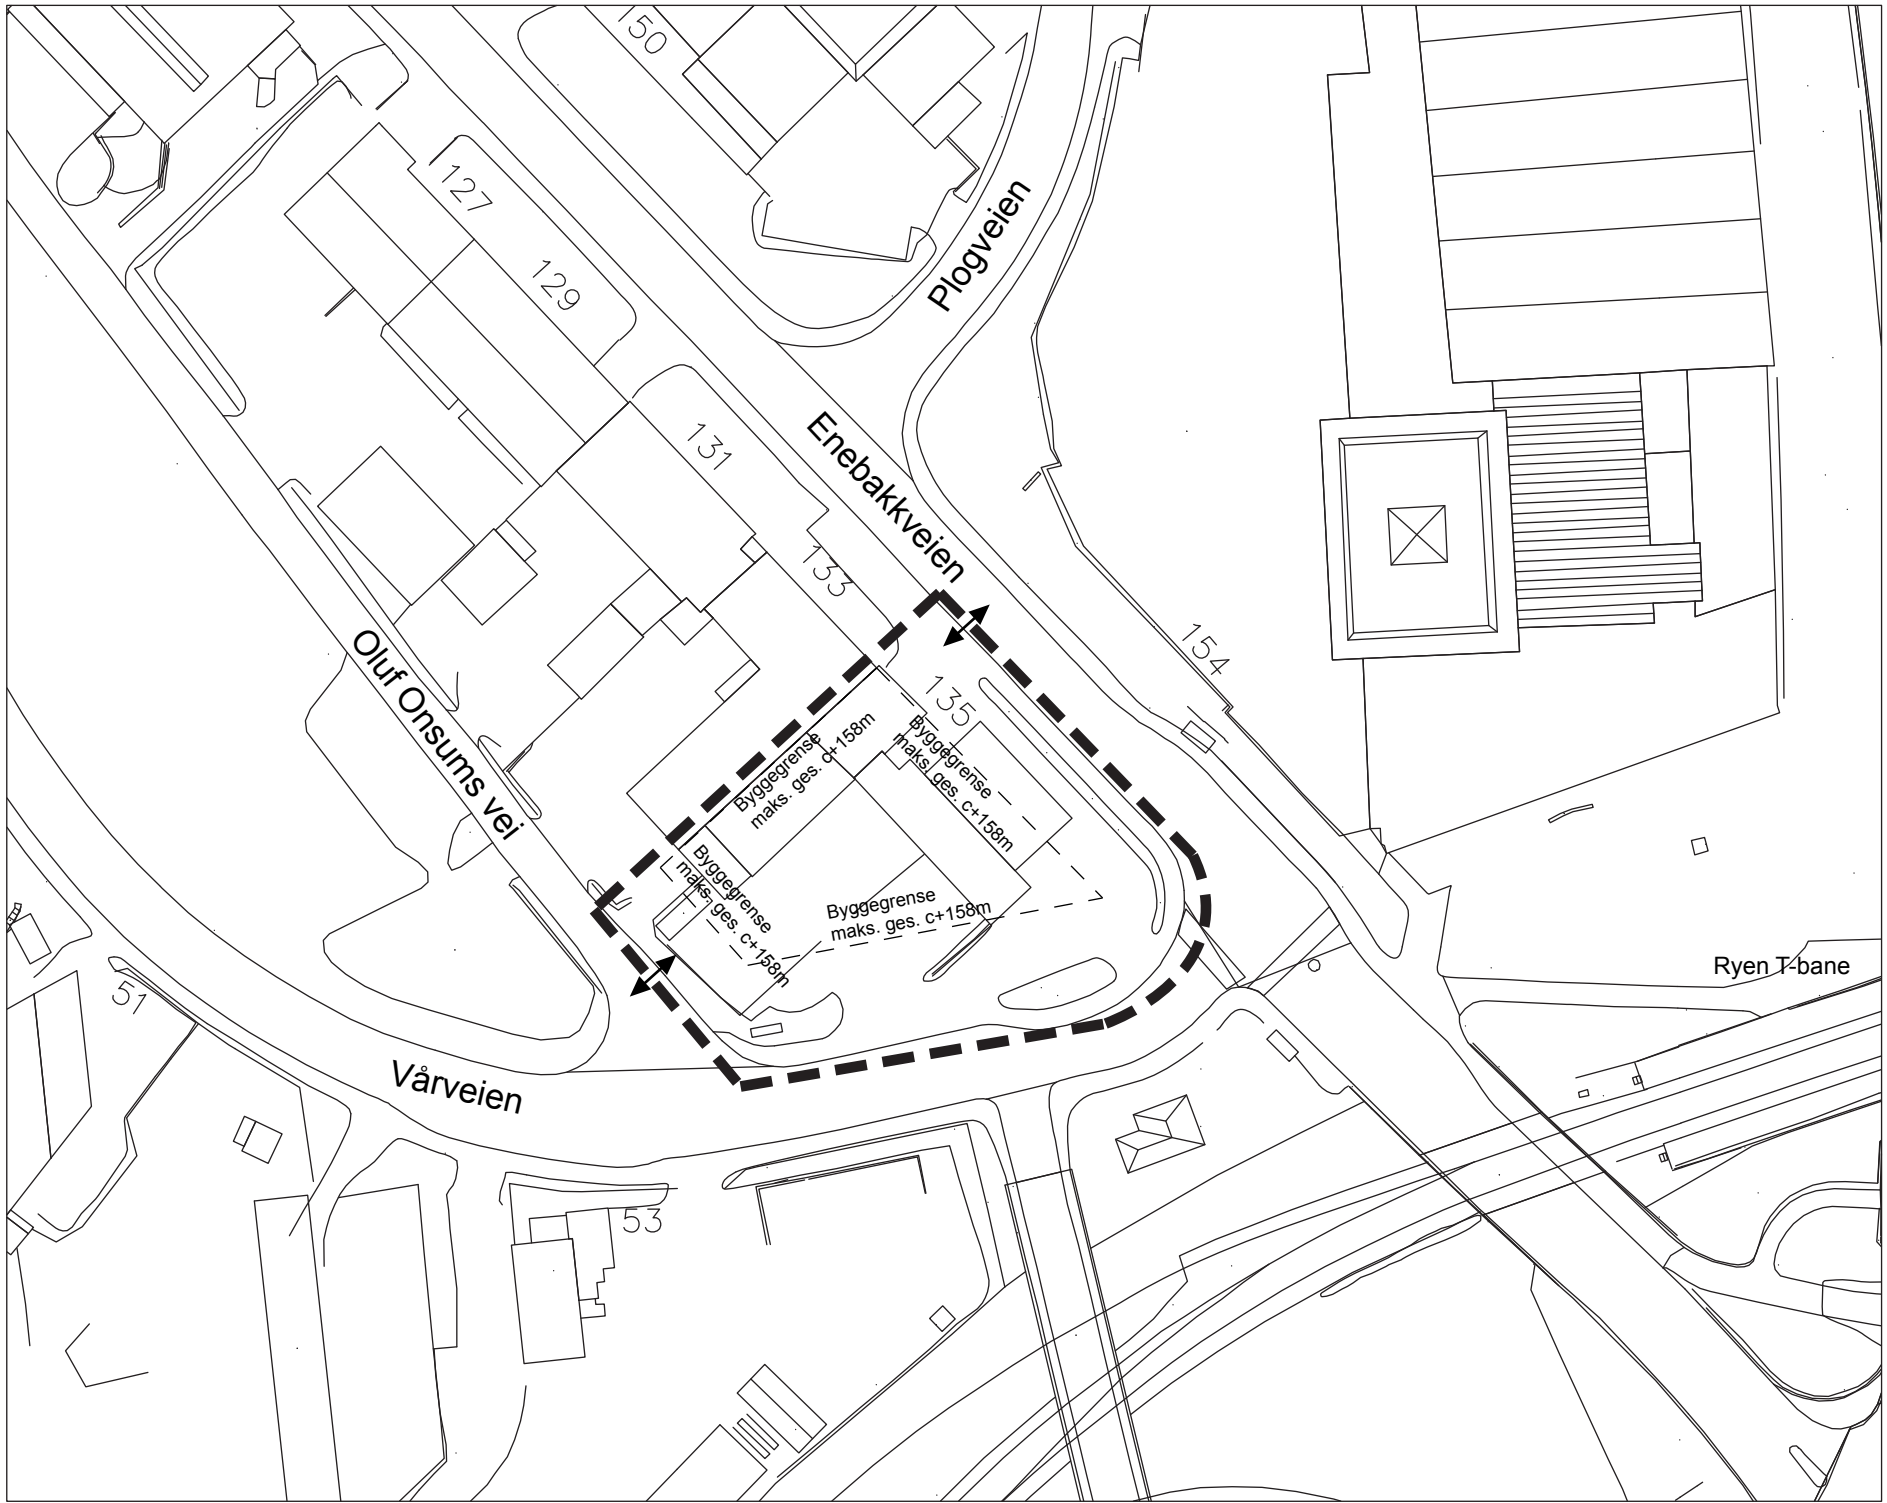 150
127
129
Plogveien
131
Enebakkveien
133
154
Oluf Onsums vei
135
Byggegrense
maks. ges. c+158m
Byggegrense
maks. ges. c+158m
Byggegrense
maks. ges. c+158m
Byggegrense
maks. ges. c+158m
Ryen T-bane
51
Vårveien
53